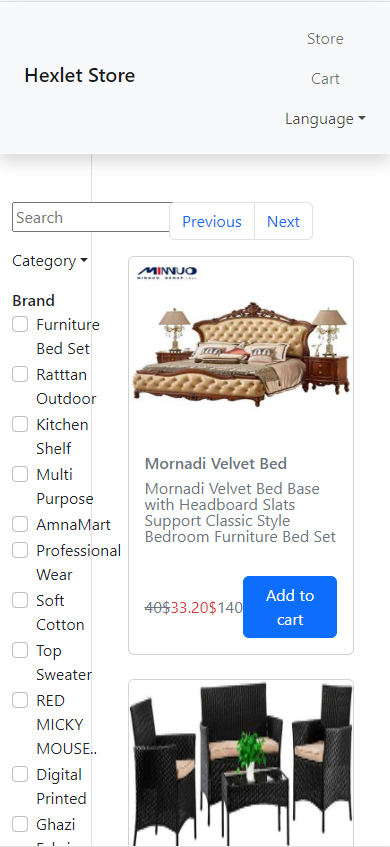 Store
Hexlet Store
Cart
Language
Search
Previous
Next
Category
Brand
Furniture
Bed Set
Ratttan
Outdoor
Kitchen
Shelf
Multi
Purpose
AmnaMart
Professional
Wear
Soft
Cotton
Top
Sweater
RED
MICKY
MOUSE..
Digital
Printed
Ghazi
MINNUO
Mornadi Velvet Bed
Mornadi Velvet Bed Base
with Headboard Slats
Support Classic Style
Bedroom Furniture Bed Set
40$33.20$140
Add to
cart